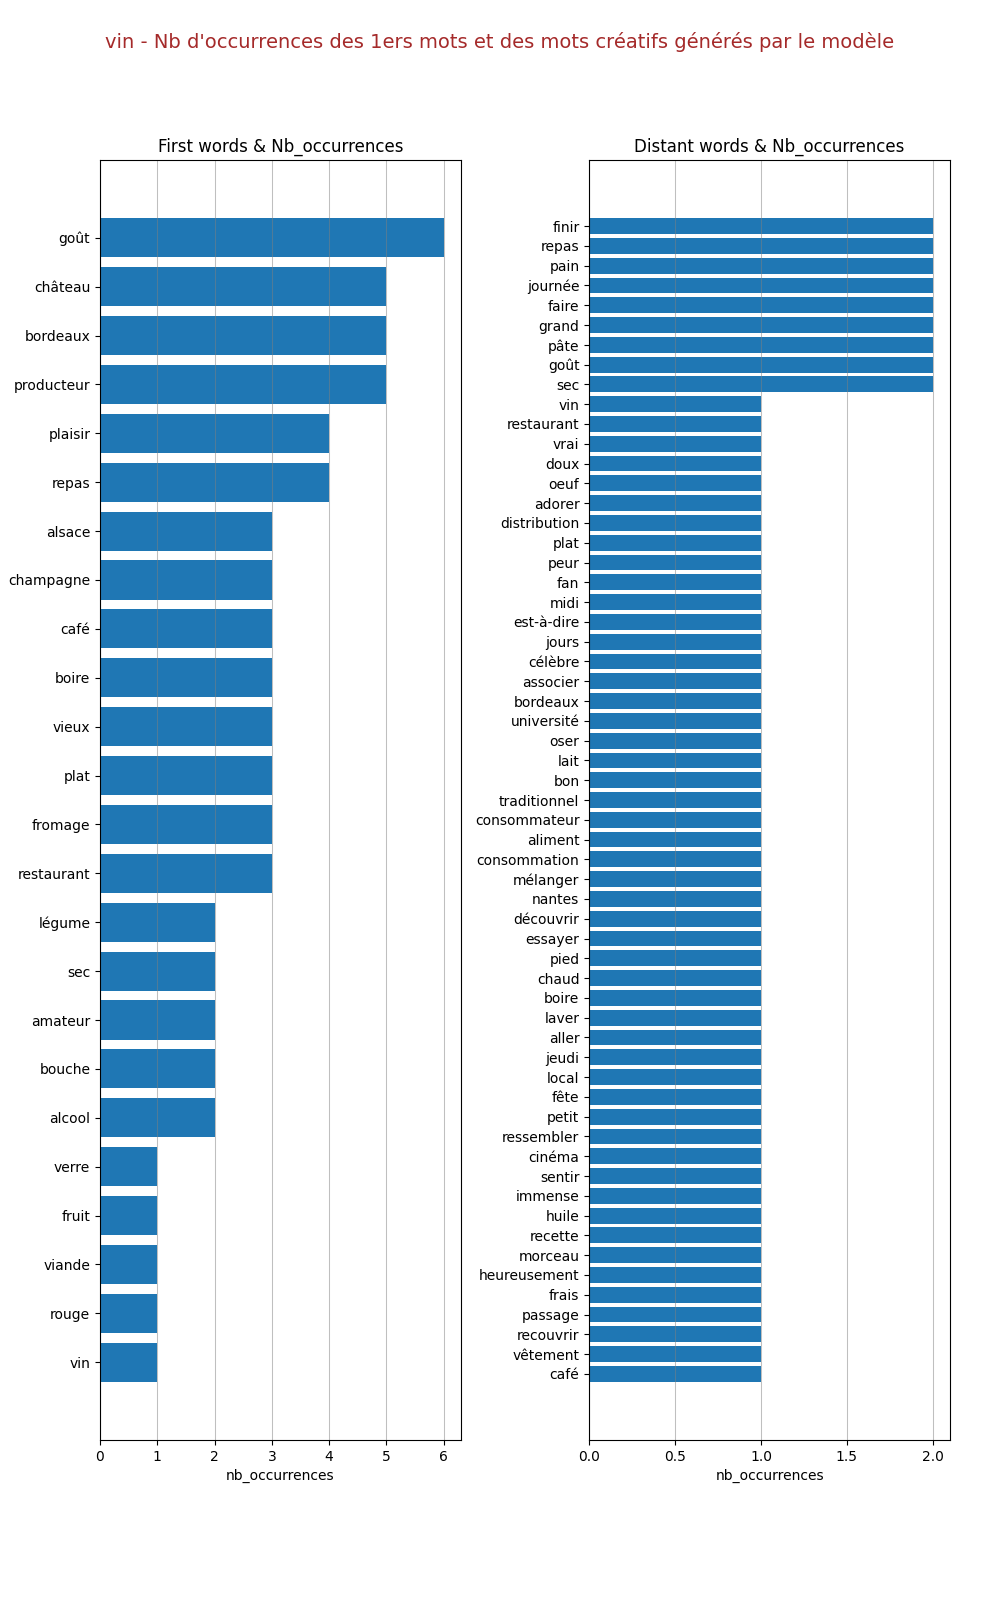 vin - Nb d'occurrences des 1ers mots et des mots créatifs générés par le modèle
First words & Nb_occurrences
goût
château
bordeaux
producteur
plaisir
repas
alsace
champagne
café
boire
vieux
plat
fromage
restaurant
légume
sec
amateur
bouche
alcool
verre
fruit
viande
rouge
vin
0 1 2 3 4 5 6
nb_occurrences
Distant words & Nb_occurrences
finir
repas
pain
journée
faire
grand
pâte
goût
sec
vin
restaurant
vrai
doux
oeuf
adorer
distribution
plat
peur
fan
midi
est-à-dire
jours
célèbre
associer
bordeaux
université
oser
lait
bon
traditionnel
consommateur
aliment
consommation
mélanger
nantes
découvrir
essayer
pied
chaud
boire
laver
aller
jeudi
local
fête
petit
ressembler
cinéma
sentir
immense
huile
recette
morceau
heureusement
frais
passage
recouvrir
vêtement
café
0.0 0.5 1.0 1.5 2.0
nb_occurrences